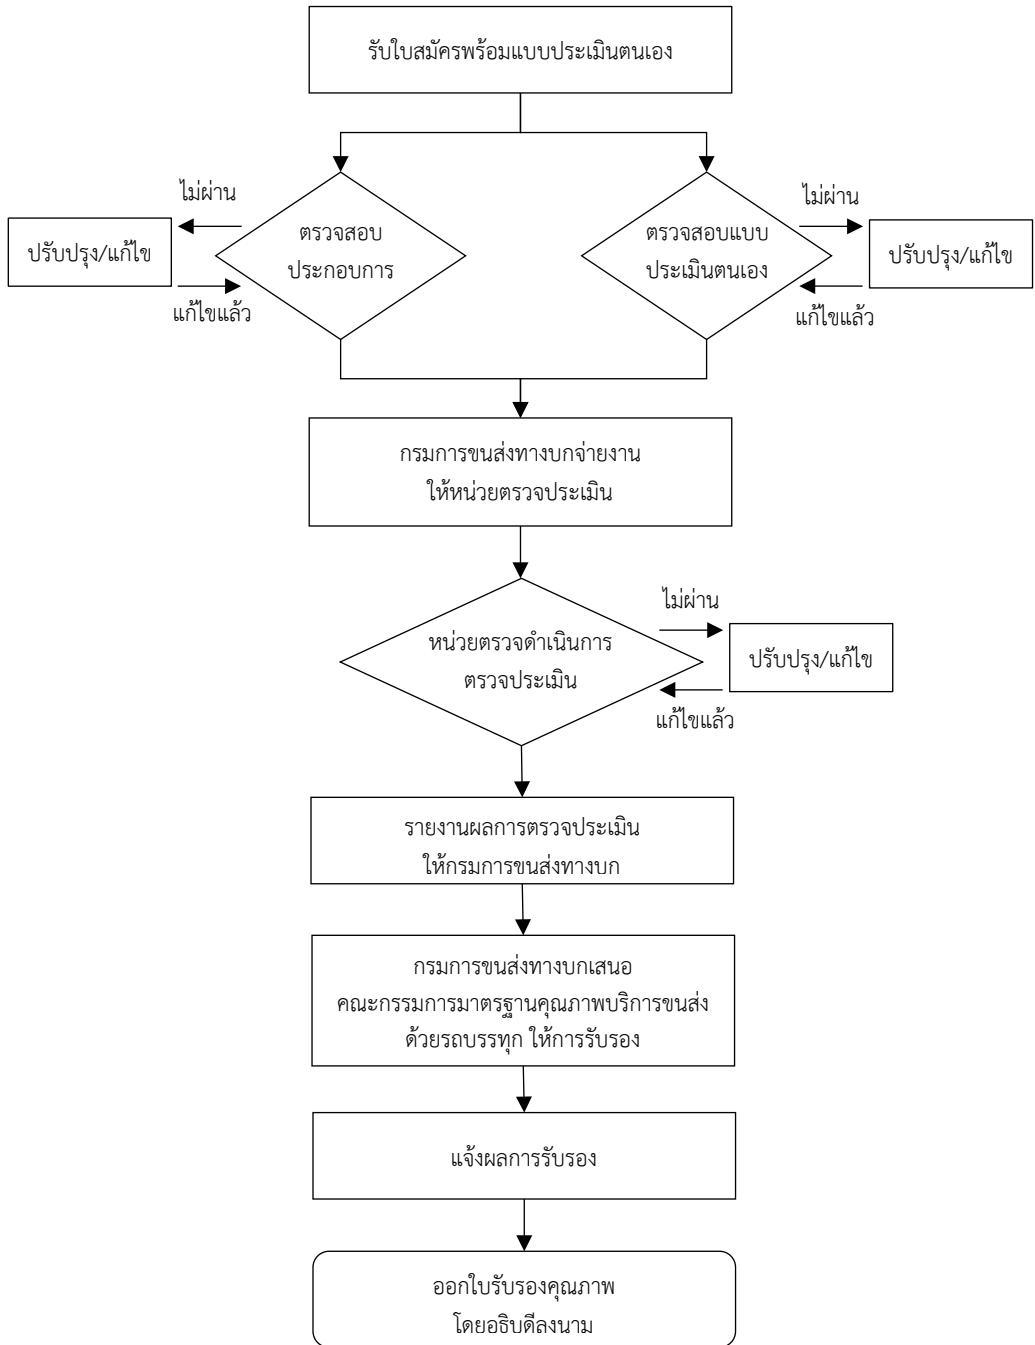 รับใบสมัครพร้อมแบบประเมินตนเอง
ไม่ผ่าน
ปรับปรุง/แก้ไข
แก้ไขแล้ว
ตรวจสอบ
ประกอบการ
ตรวจสอบแบบ
ประเมินตนเอง
ไม่ผ่าน
ปรับปรุง/แก้ไข
แก้ไขแล้ว
กรมการขนส่งทางบกจ่ายงาน
ให้หน่วยตรวจประเมิน
หน่วยตรวจดำเนินการ
ตรวจประเมิน
ไม่ผ่าน
ปรับปรุง/แก้ไข
แก้ไขแล้ว
รายงานผลการตรวจประเมิน
ให้กรมการขนส่งทางบก
กรมการขนส่งทางบกเสนอ
คณะกรรมการมาตรฐานคุณภาพบริการขนส่ง
ด้วยรถบรรทุก ให้การรับรอง
แจ้งผลการรับรอง
ออกใบรับรองคุณภาพ
โดยอธิบดีลงนาม